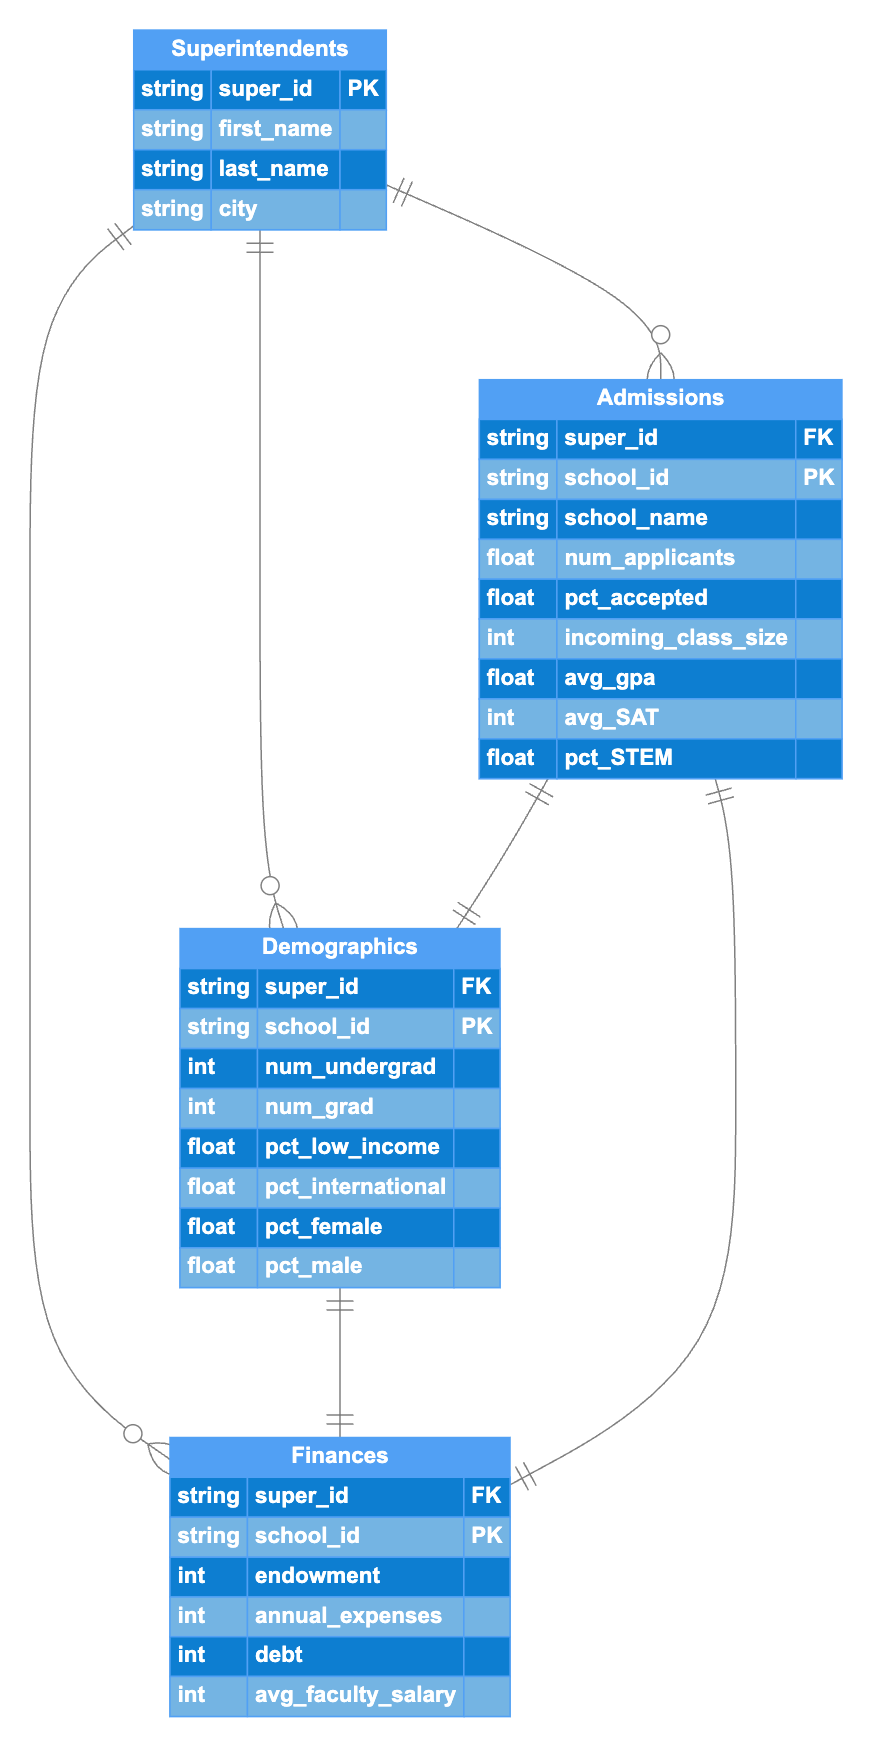 Superintendents
string super_id PK
string first_name
string last_name
string city
Admissions
string super_id FK
string school_id PK
string school_name
float num_applicants
float pct_accepted
int incoming_class_size
float avg_gpa
int avg_SAT
float pct_STEM
Demographics
string super_id FK
string school_id PK
int num_undergrad
int num_grad
float pct_low_income
float pct_international
float pct_female
float pct_male
Finances
string super_id FK
string school_id PK
int endowment
int annual_expenses
int debt
int avg_faculty_salary